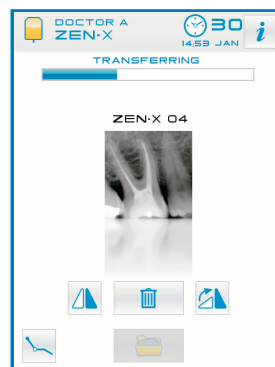 DOCTOR A
ZEN-X
30
14:53 JAN
i
TRANSFERRING
ZEN-X 04